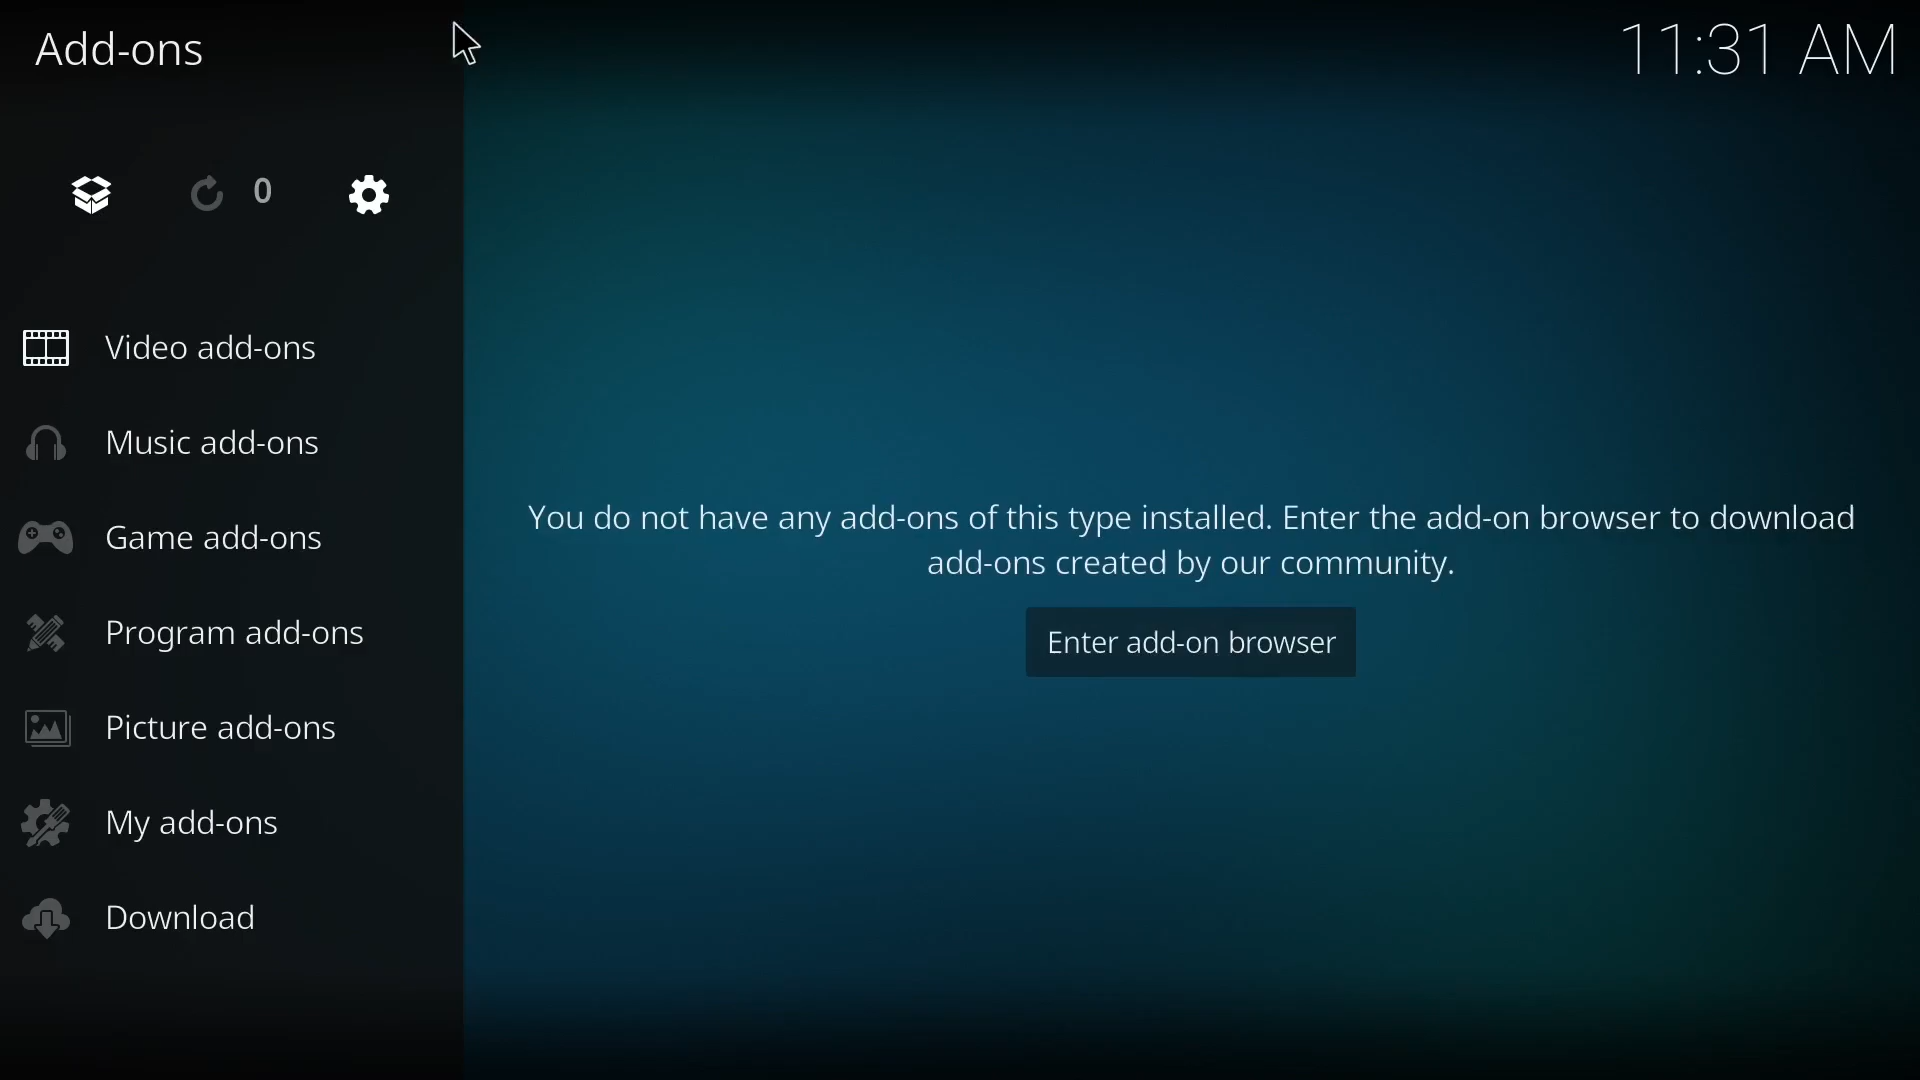 Add-ons
11:31 AM
0
Video add-ons
Music add-ons
Game add-ons
Program add-ons
Picture add-ons
My add-ons
Download
You do not have any add-ons of this type installed. Enter the add-on browser to download
add-ons created by our community.
Enter add-on browser